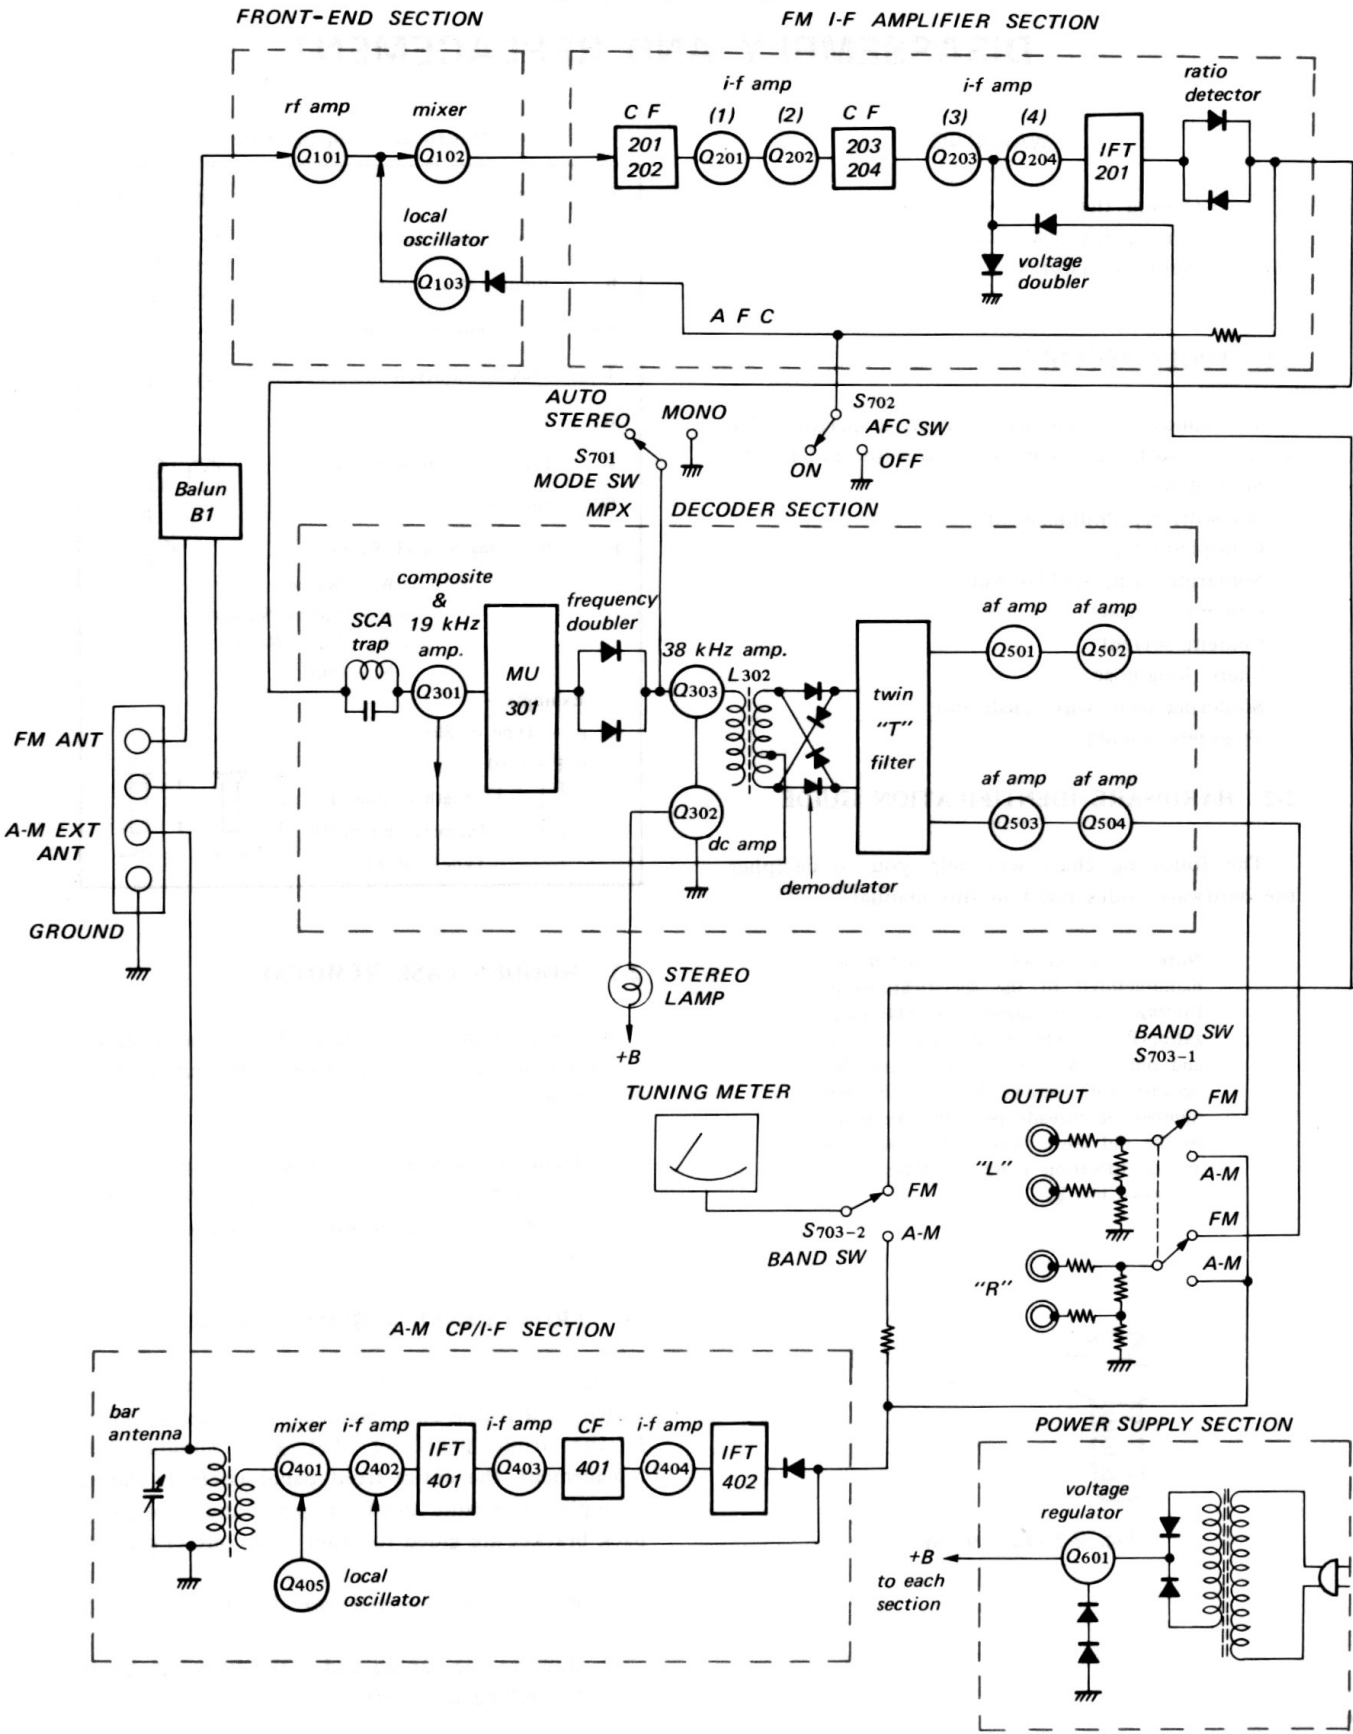 FRONT-END SECTION
FM I-F AMPLIFIER SECTION
rf amp
mixer
Q101
Q102
local
oscillator
Q103
i-f amp
C F
(1)
(2)
C F
i-f amp
(3)
(4)
ratio
detector
201
202
Q201
Q202
203
204
Q203
Q204
IFT
201
voltage
doubler
A F C
AUTO
STEREO
MONO
S701
MODE SW
S702
AFC SW
ON
OFF
Balun
B1
MPX DECODER SECTION
composite
&
19 kHz
amp.
SCA
trap
Q301
MU
301
frequency
doubler
38 kHz amp.
Q303
L302
Q302
dc amp
demodulator
twin
"T"
filter
af amp
af amp
Q501
Q502
af amp
af amp
Q503
Q504
FM ANT
A-M EXT
ANT
GROUND
STEREO
LAMP
+B
TUNING METER
BAND SW
S703-1
OUTPUT
FM
"L"
A-M
FM
"R"
A-M
FM
S703-2
A-M
BAND SW
A-M CP/I-F SECTION
bar
antenna
mixer
i-f amp
i-f amp
CF
i-f amp
Q401
Q402
IFT
401
Q403
401
Q404
IFT
402
Q405
local
oscillator
POWER SUPPLY SECTION
voltage
regulator
Q601
+B
to each
section